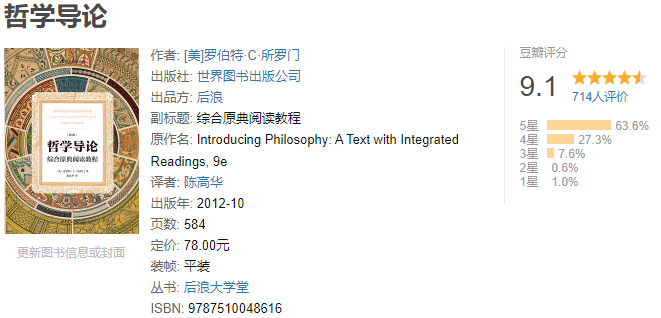 哲学导论
作者: [美]罗伯特·C·所罗门
出版社: 世界图书出版公司
出品方: 后浪
副标题: 综合原典阅读教程
原作名: Introducing Philosophy: A Text with Integrated
Readings, 9e
译者: 陈高华
出版年: 2012-10
页数: 584
定价: 78.00元
装帧: 平装
丛书: 后浪大学堂
ISBN: 9787510048616
哲学导论
综合原典阅读教程
更新图书信息或封面
豆瓣评分
9.1
714人评价
5星 63.6%
4星 27.3%
3星 7.6%
2星 0.6%
1星 1.0%